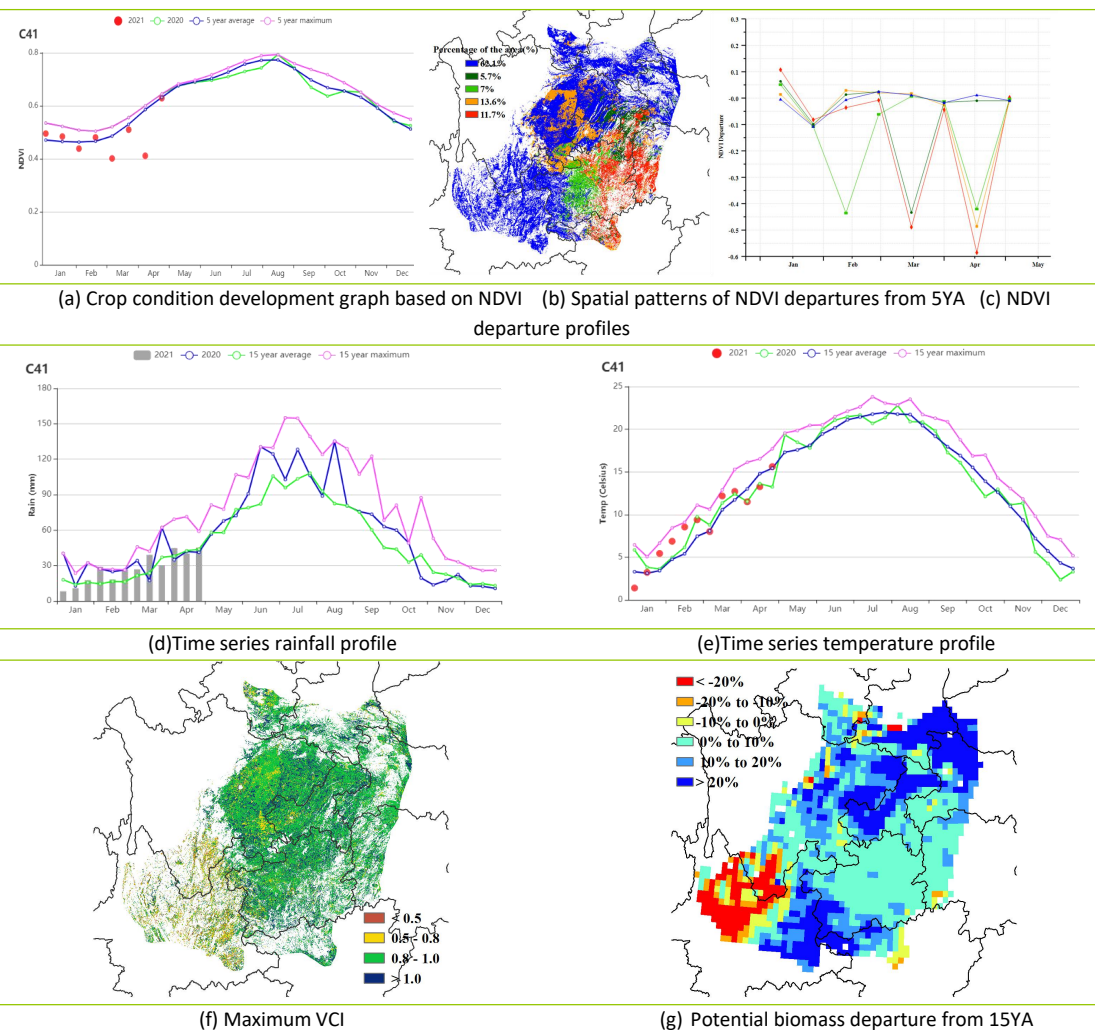 2021 2020 5 year average 5 year maximum
C41
NDVI
0.8
0.6
0.4
0.2
0
Jan Feb Mar Apr May Jun Jul Aug Sep Oct Nov Dec
Percentage of the area(%)
5.7%
7%
13.6%
11.7%
NDVI Departure
0.3
-0.0
-0.1
-0.3
-0.4
-0.6
Jan Feb Mar Apr May
(a) Crop condition development graph based on NDVI (b) Spatial patterns of NDVI departures from 5YA (c) NDVI
departure profiles
2021 2020 15 year average 15 year maximum
C41
Rain (mm)
180
150
120
90
60
30
0
Jan Feb Mar Apr May Jun Jul Aug Sep Oct Nov Dec
2021 2020 15 year average 15 year maximum
C41
Temp (Celsius)
25
20
15
10
5
0
Jan Feb Mar Apr May Jun Jul Aug Sep Oct Nov Dec
(d)Time series rainfall profile
(e)Time series temperature profile
< 0.5
0.5 - 0.8
0.8 - 1.0
> 1.0
< -20%
-20% to -10%
-10% to 0%
0% to 10%
10% to 20%
> 20%
(f) Maximum VCI
(g) Potential biomass departure from 15YA